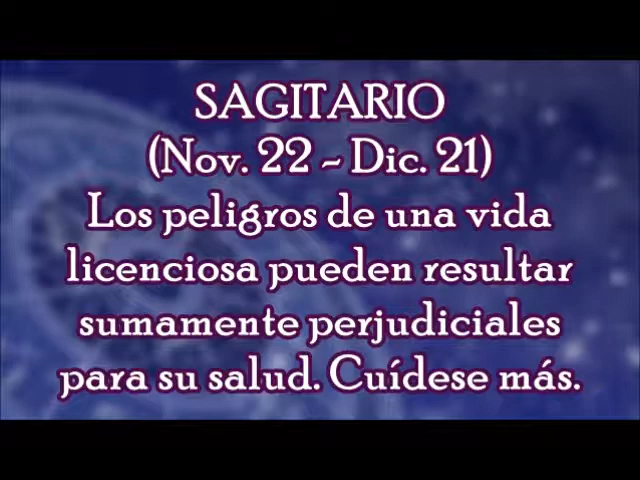 SAGITARIO
(Nov. 22 - Dic. 21)
Los peligros de una vida
licenciosa pueden resultar
sumamente perjudiciales
para su salud. Cuídese más.